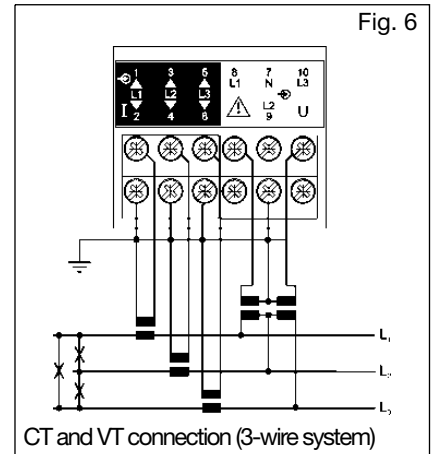 Fig. 6
1 3 5 8 7 10
L1 N L3
L1 L2 L3
I U
L2
2 4 6 9
L1
L2
L3
CT and VT connection (3-wire system)